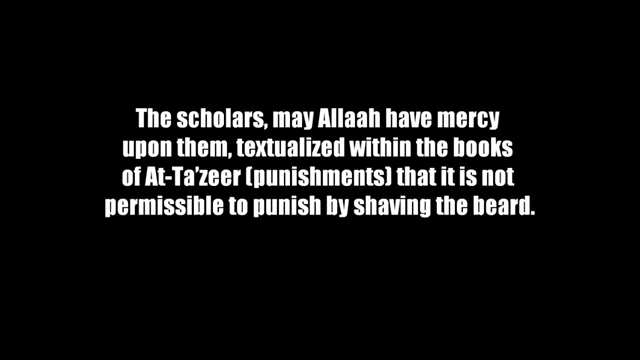 The scholars, may Allaah have mercy
upon them, textualized within the books
of At-Ta’zeer (punishments) that it is not
permissible to punish by shaving the beard.